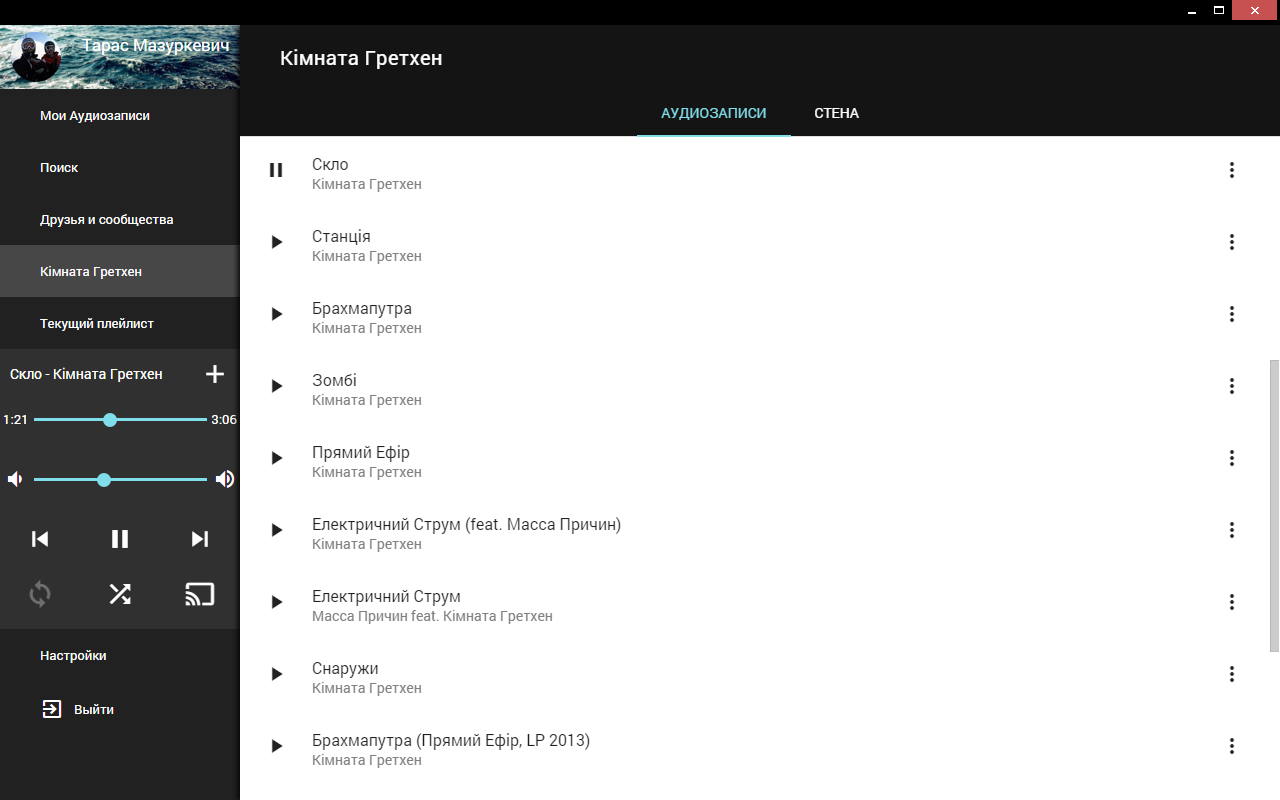 Тарас Мазуркевич
Мои Аудиозаписи
Поиск
Друзья и сообщества
Кімната Гретхен
Текущий плейлист
Скло - Кімната Гретхен
1:21
3:06
Настройки
Выйти
Кімната Гретхен
АУДИОЗАПИСИ
СТЕНА
Скло
Кімната Гретхен
Станція
Кімната Гретхен
Брахмапутра
Кімната Гретхен
Зомбі
Кімната Гретхен
Прямий Ефір
Кімната Гретхен
Електричний Струм (feat. Масса Причин)
Кімната Гретхен
Електричний Струм
Масса Причин feat. Кімната Гретхен
Снаружи
Кімната Гретхен
Брахмапутра (Прямий Ефір, LP 2013)
Кімната Гретхен